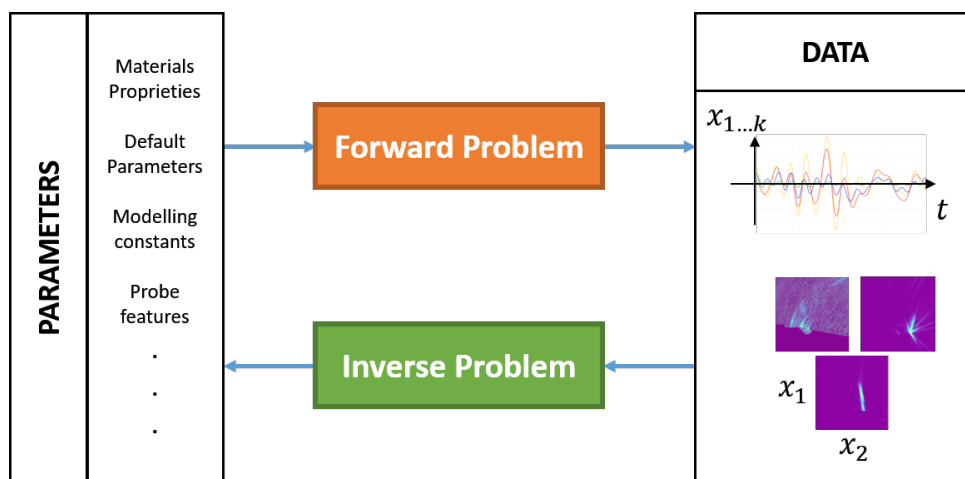 PARAMETERS
Materials
Proprieties
Default
Parameters
Modelling
constants
Probe
features
.
.
.
Forward Problem
Inverse Problem
DATA
x₁...ₖ
t
x₁
x₂